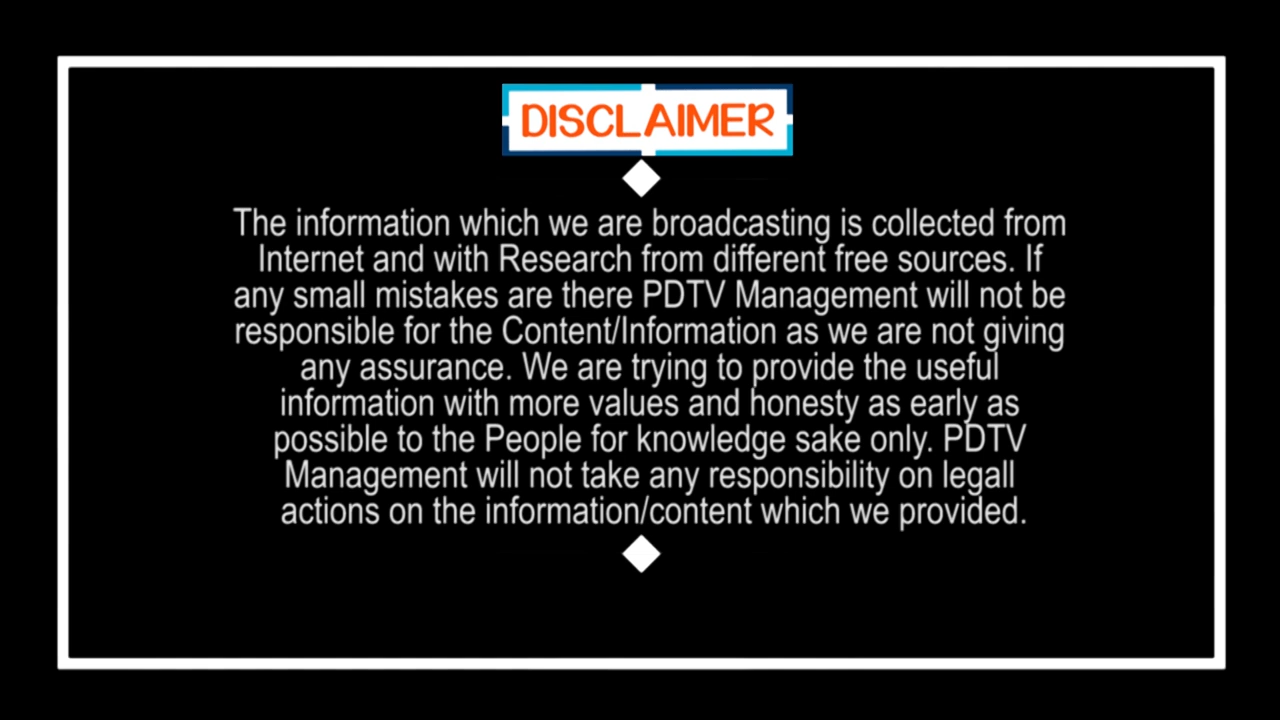 DISCLAIMER
The information which we are broadcasting is collected from
Internet and with Research from different free sources. If
any small mistakes are there PDTV Management will not be
responsible for the Content/Information as we are not giving
any assurance. We are trying to provide the useful
information with more values and honesty as early as
possible to the People for knowledge sake only. PDTV
Management will not take any responsibility on legall
actions on the information/content which we provided.